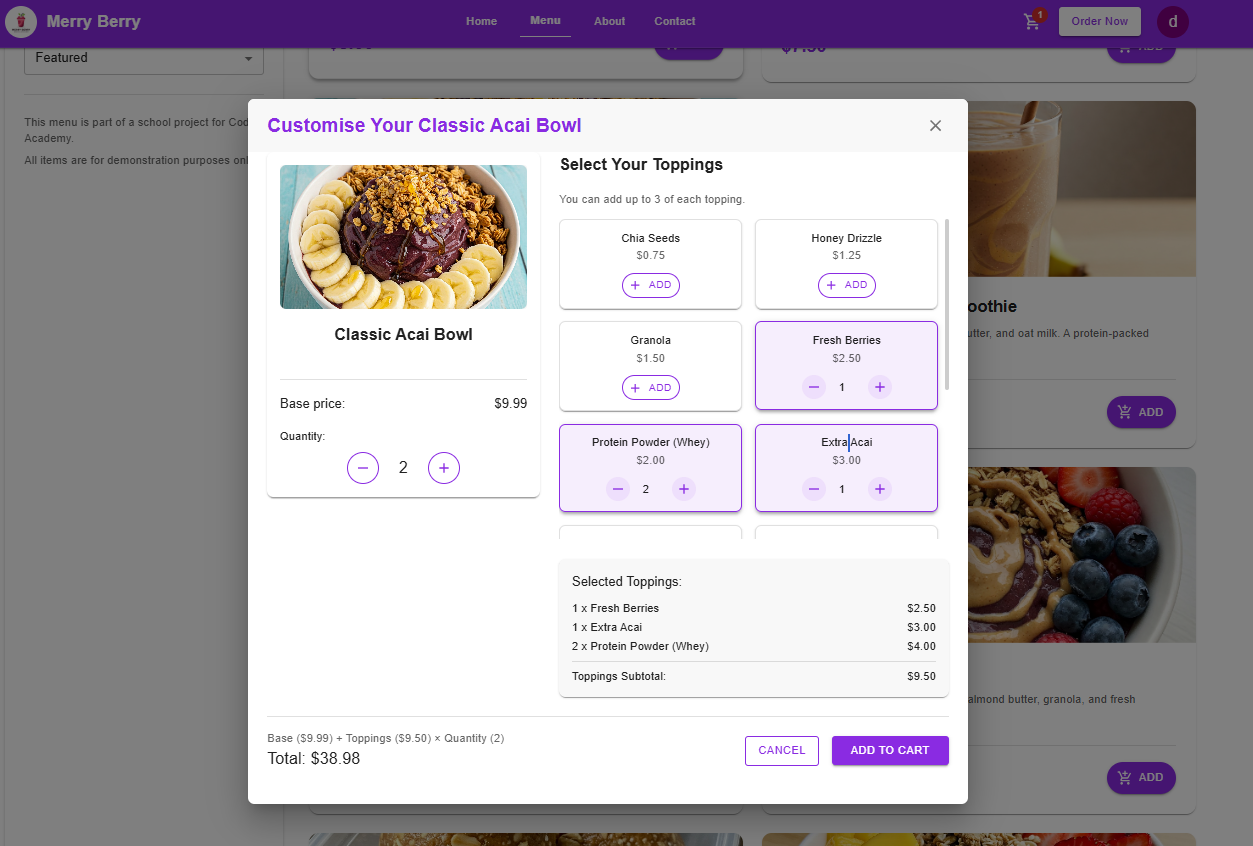 Merry Berry
Home
Menu
About
Contact
1
Order Now
d
Featured
ADD
$7.50
ADD
This menu is part of a school project for
Academy.
All items are for demonstration purposes
Customise Your Classic Acai Bowl
Classic Acai Bowl
Base price: $9.99
Quantity:
2
Select Your Toppings
You can add up to 3 of each topping.
Chia Seeds
$0.75
+ ADD
Honey Drizzle
$1.25
+ ADD
Granola
$1.50
+ ADD
Fresh Berries
$2.50
− 1 +
Protein Powder (Whey)
$2.00
− 2 +
Extra Acai
$3.00
− 1 +
Selected Toppings:
1 x Fresh Berries $2.50
1 x Extra Acai $3.00
2 x Protein Powder (Whey) $4.00
Toppings Subtotal: $9.50
Base ($9.99) + Toppings ($9.50) × Quantity (2)
Total: $38.98
CANCEL
ADD TO CART
and oat milk. A protein-packed
ADD
almond butter, granola, and fresh
ADD